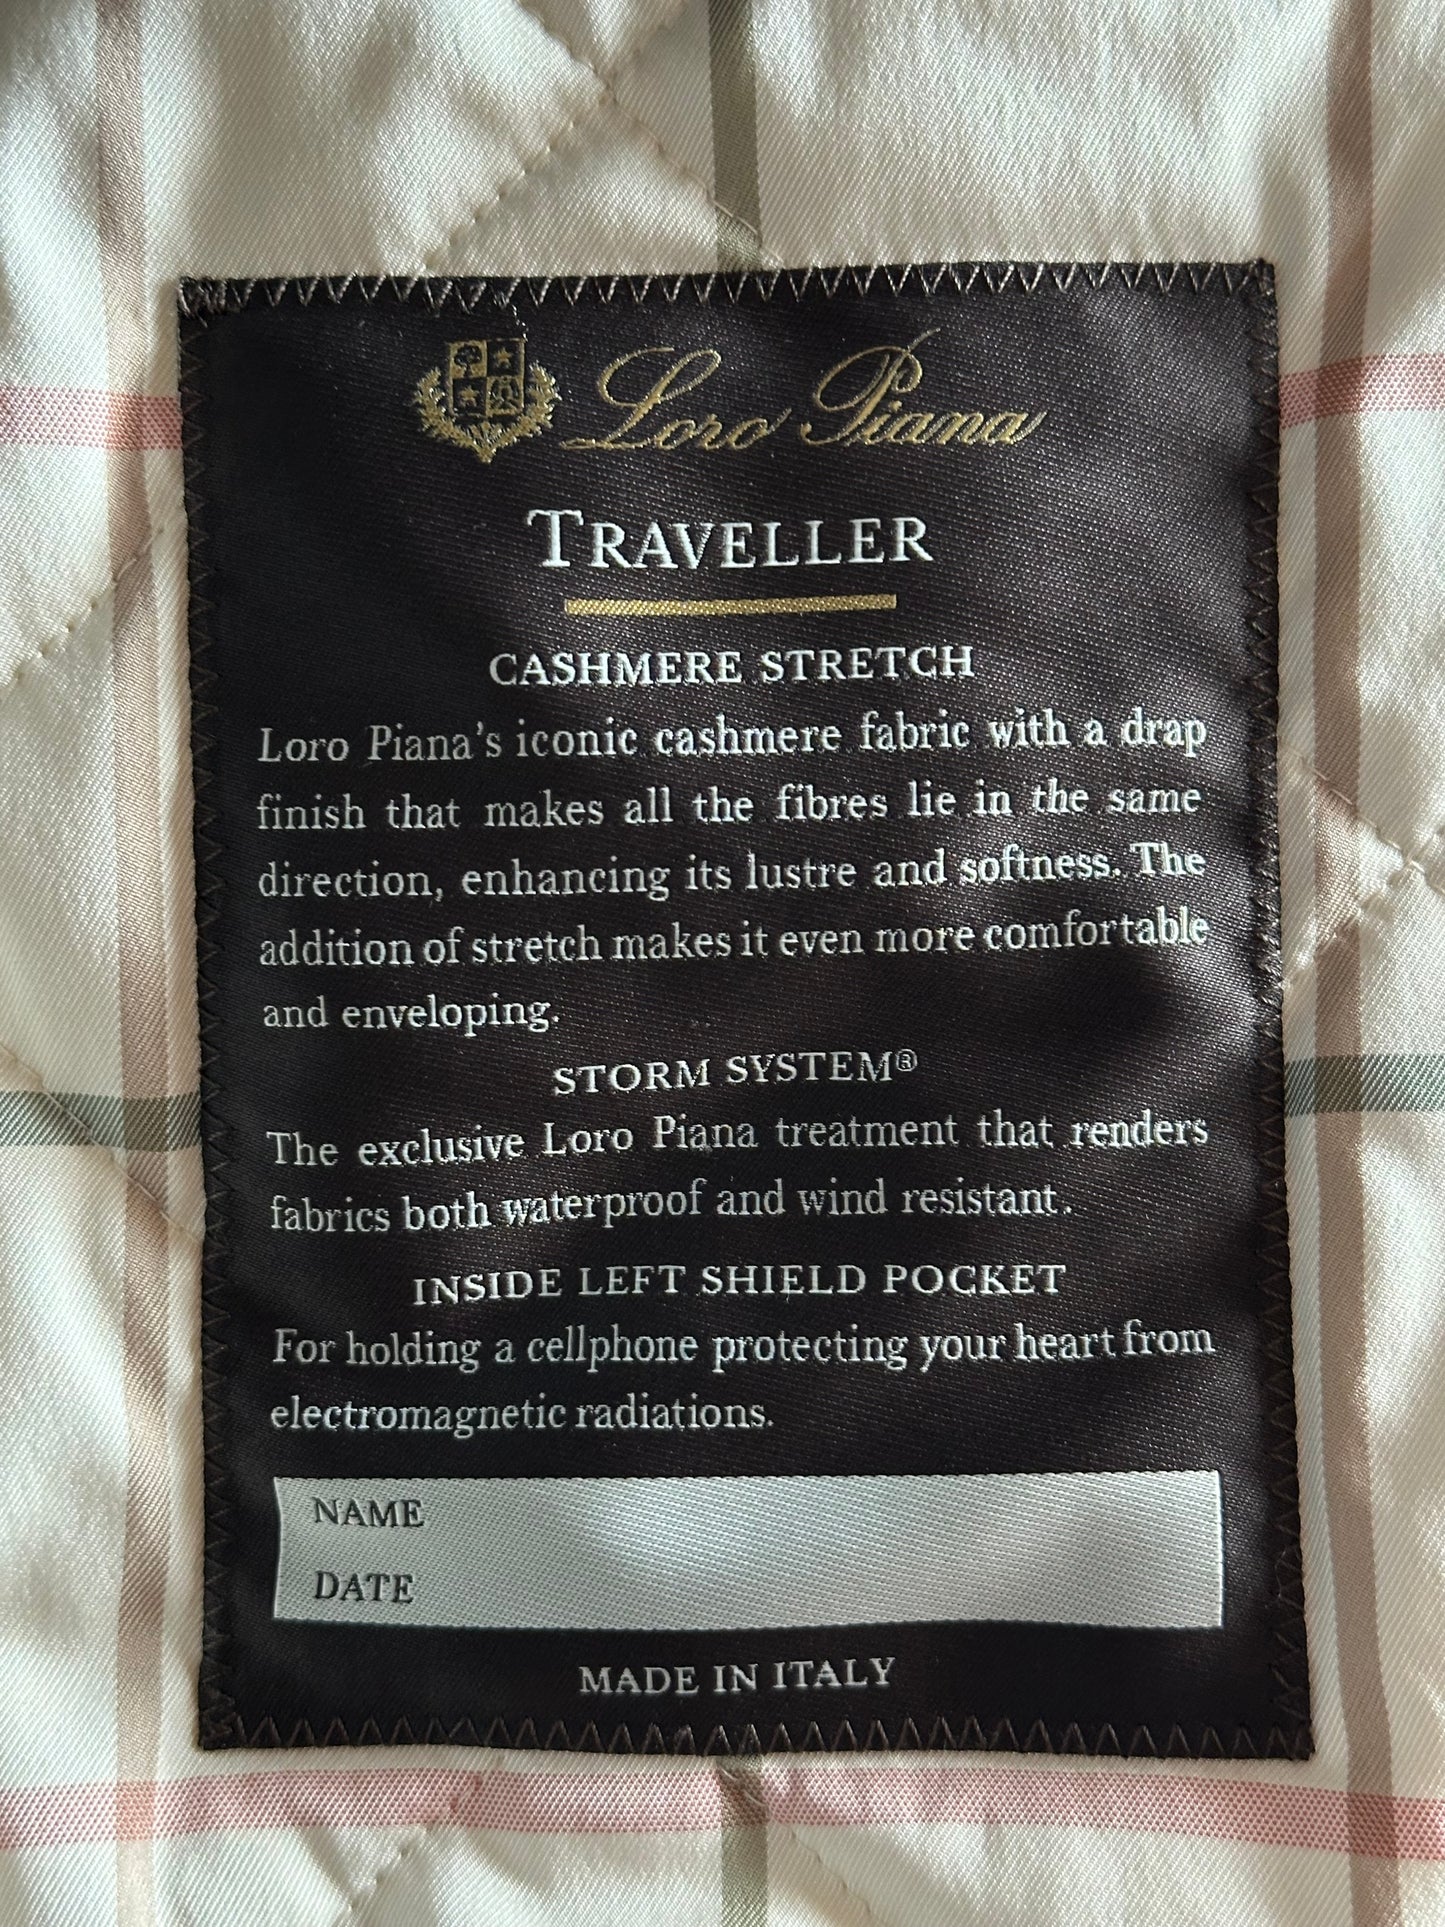 Loro Piana
TRAVELLER
CASHMERE STRETCH
Loro Piana's iconic cashmere fabric with a drap
finish that makes all the fibres lie in the same
direction, enhancing its lustre and softness. The
addition of stretch makes it even more comfortable
and enveloping.
STORM SYSTEM®
The exclusive Loro Piana treatment that renders
fabrics both waterproof and wind resistant.
INSIDE LEFT SHIELD POCKET
For holding a cellphone protecting your heart from
electromagnetic radiations.
NAME
DATE
MADE IN ITALY